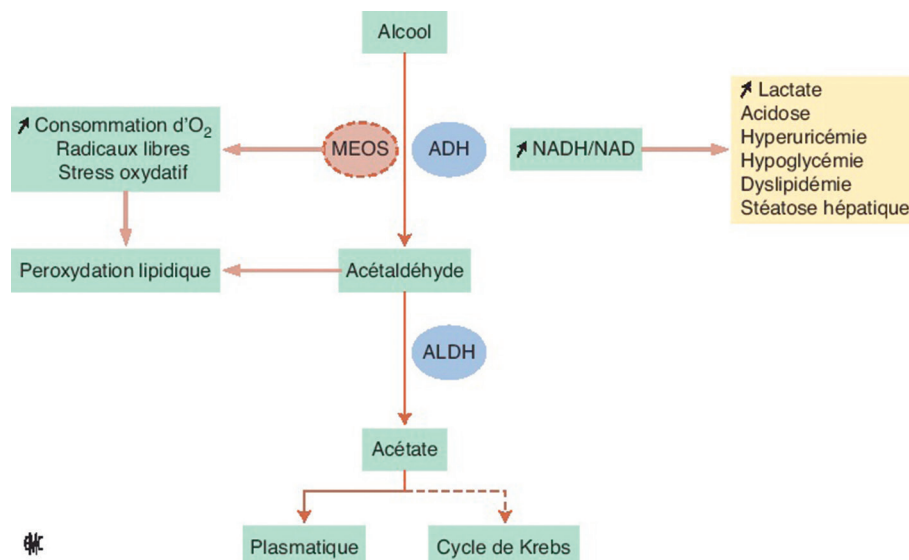 Alcool
↗ Consommation d'O₂
Radicaux libres
Stress oxydatif
MEOS
ADH
↗ NADH/NAD
↗ Lactate
Acidose
Hyperuricémie
Hypoglycémie
Dyslipidémie
Stéatose hépatique
Peroxydation lipidique
Acétaldéhyde
ALDH
Acétate
Plasmatique
Cycle de Krebs